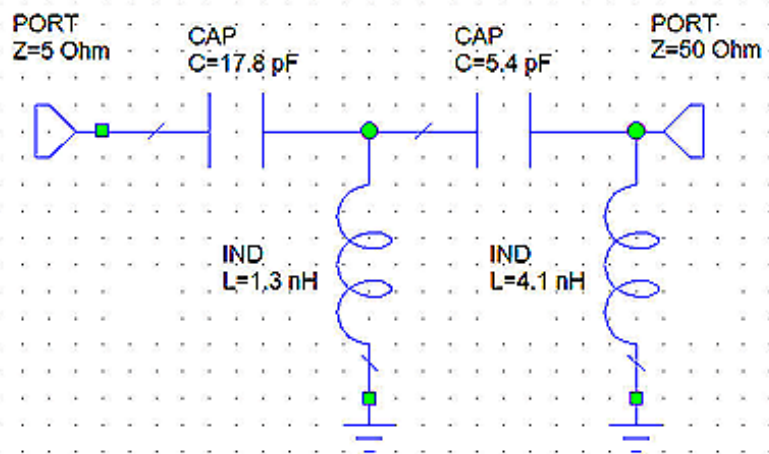 PORT
Z=5 Ohm
CAP
C=17.8 pF
CAP
C=5.4 pF
PORT
Z=50 Ohm
IND
L=1.3 nH
IND
L=4.1 nH